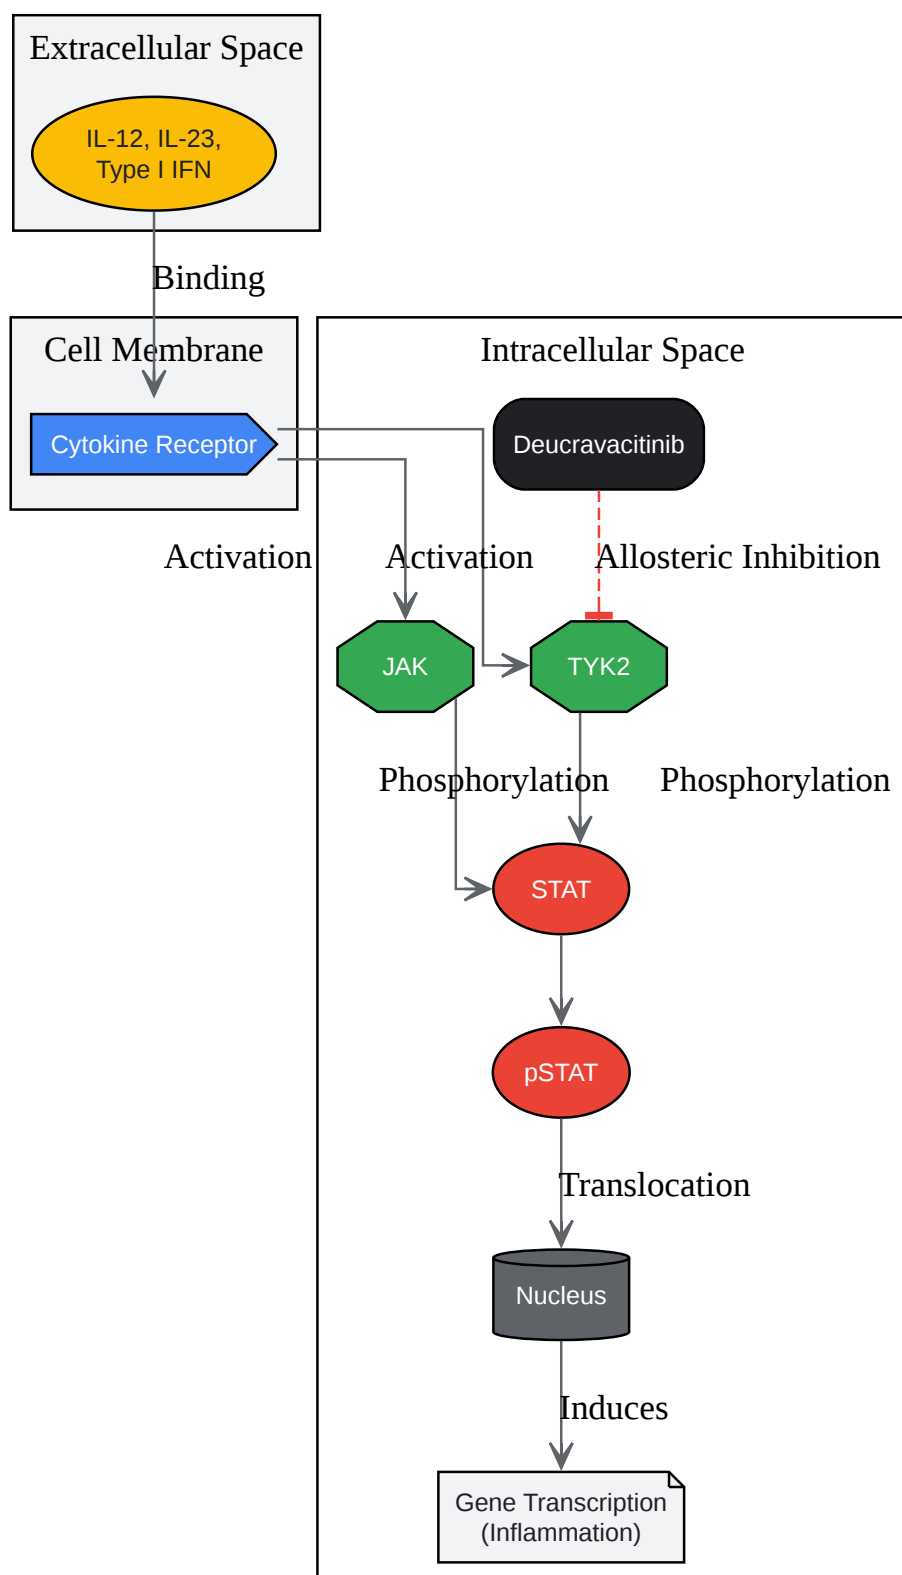 Extracellular Space
IL-12, IL-23,
Type I IFN
Binding
Cell Membrane
Intracellular Space
Cytokine Receptor
Deucravacitinib
Activation
Activation
Allosteric Inhibition
JAK
TYK2
Phosphorylation
Phosphorylation
STAT
pSTAT
Translocation
Nucleus
Induces
Gene Transcription
(Inflammation)